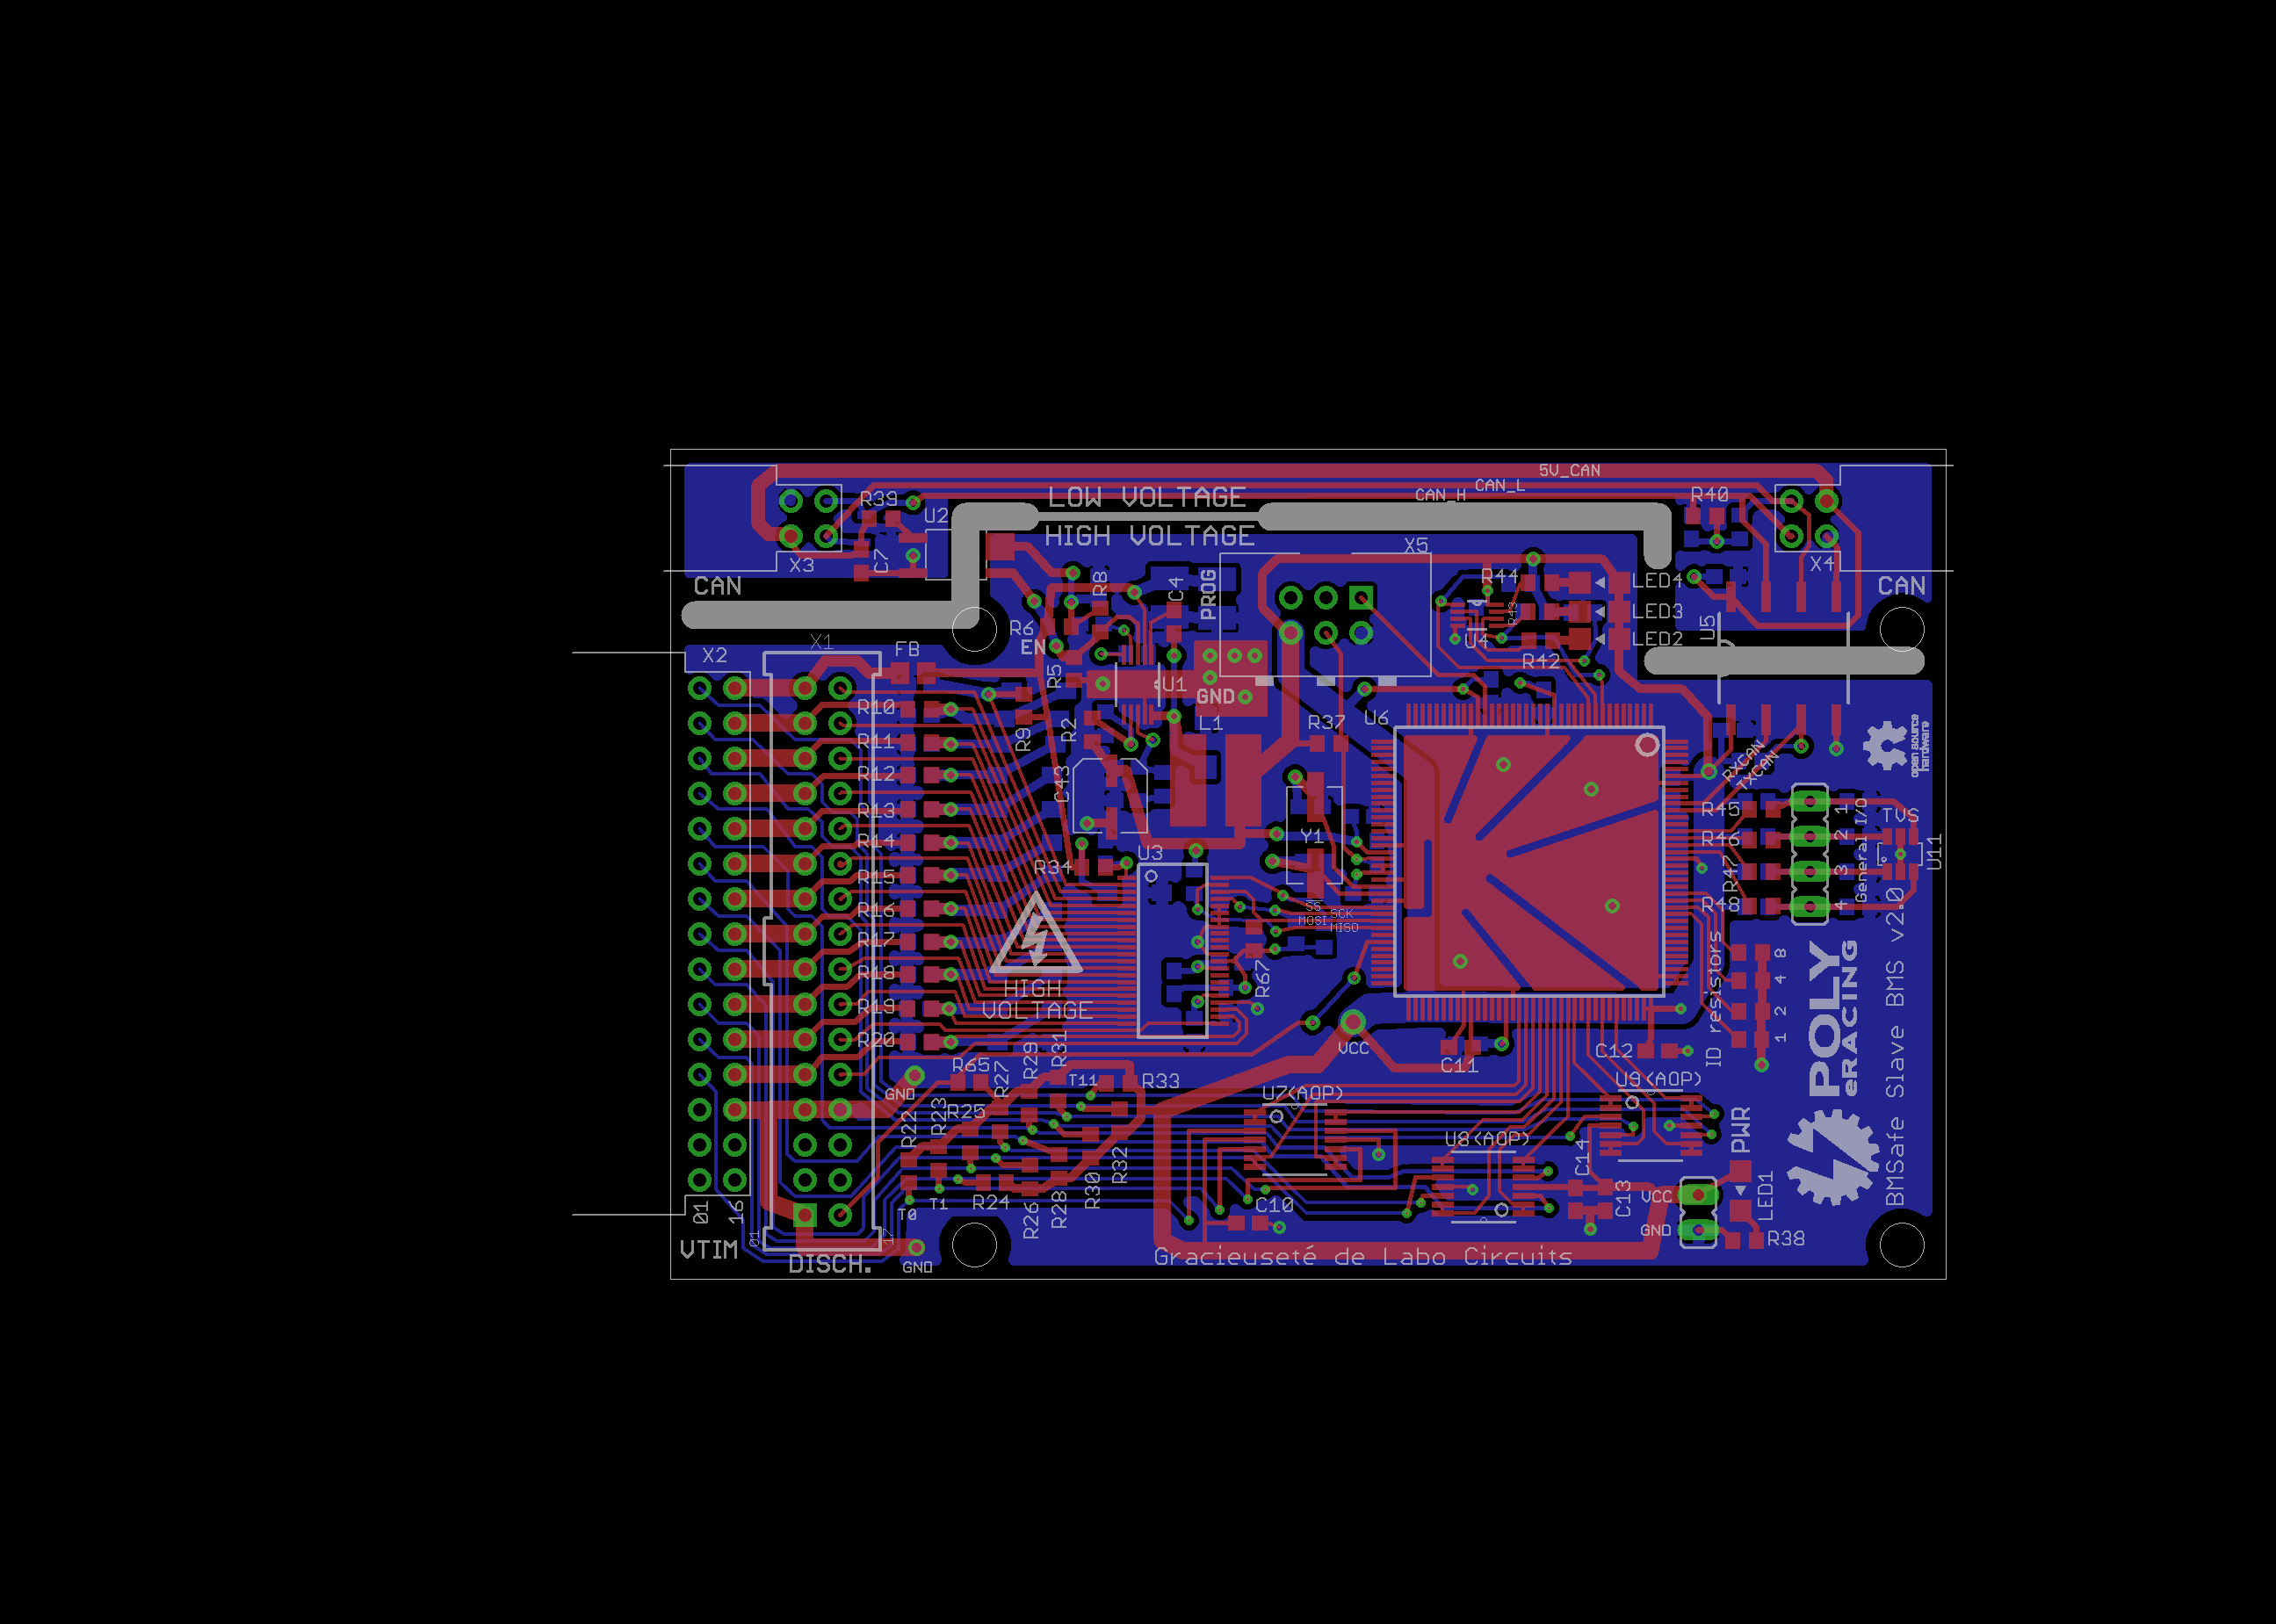 5V_CAN
CAN_L
CAN_H
LOW VOLTAGE
HIGH VOLTAGE
R39
U2
X3
C7
CAN
R40
X4
CAN
X5
R44
LED4
LED3
LED2
R43
U4
R42
U5
R8
C4
PROG
R6
EN
R5
U1
GND
X2
X1
FB
R10
R11
R12
R13
R14
R15
R16
R17
R18
R19
R20
R9
R2
L1
R37
U6
C43
Y1
U3
R34
RXCAN
TXCAN
open source
hardware
R45
R46
R47
R48
1
2
3
4
General I/O
TVS
U11
SS
MOSI
SCK
MISO
R67
HIGH
VOLTAGE
VCC
C11
C12
ID resistors
8
4
2
1
POLY
eRACING
BMSafe Slave BMS v2.0
R65
R27
R29
R31
T11
R33
GND
R22
R23
R25
U7(AOP)
U8(AOP)
U9(AOP)
PWR
C14
C13
VCC
GND
LED1
R38
T0
T1
R24
R26
R28
R30
R32
C10
01
16
01
17
VTIM
DISCH.
GND
Gracieuseté de Labo Circuits